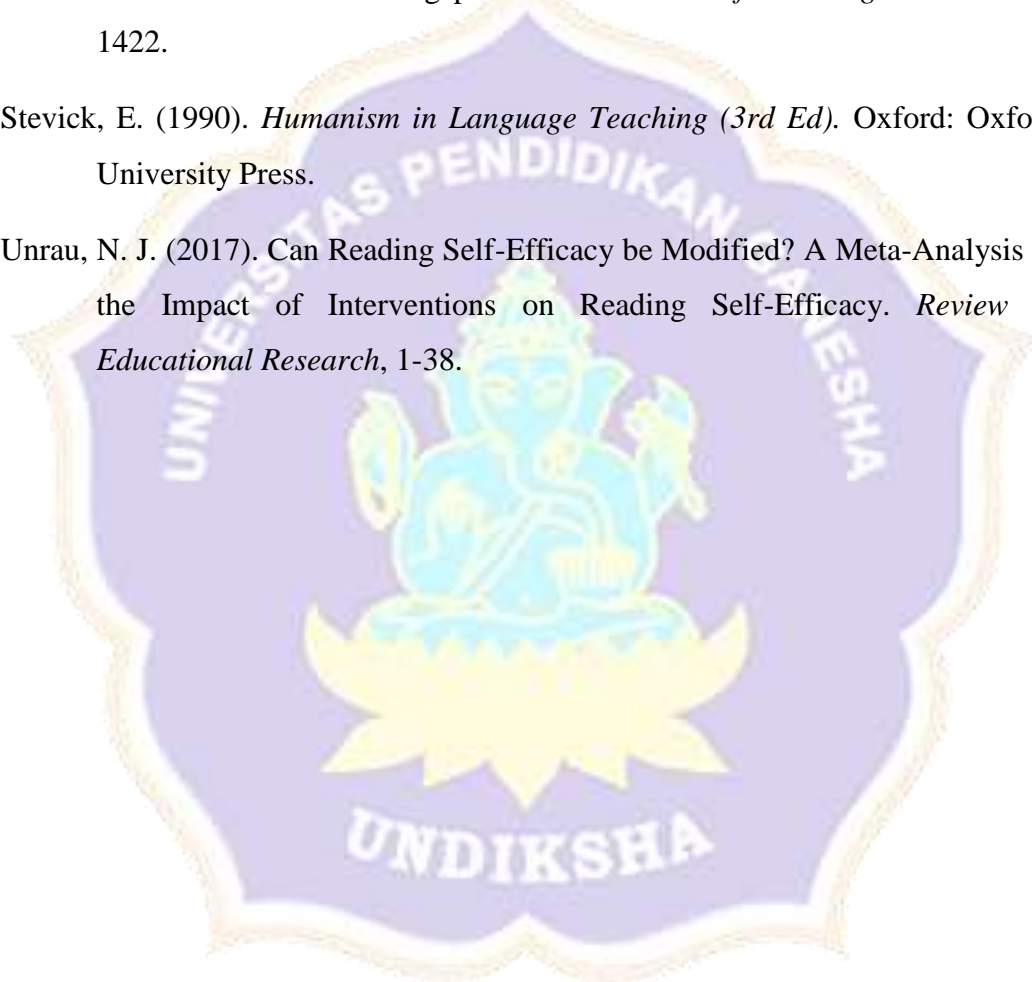 1422.
Stevick, E. (1990). Humanism in Language Teaching (3rd Ed). Oxford: Oxfo
University Press.
Unrau, N. J. (2017). Can Reading Self-Efficacy be Modified? A Meta-Analysis
the Impact of Interventions on Reading Self-Efficacy. Review
Educational Research, 1-38.
UNIVERSITAS PENDIDIKAN GANESHA
UNDIKSHA